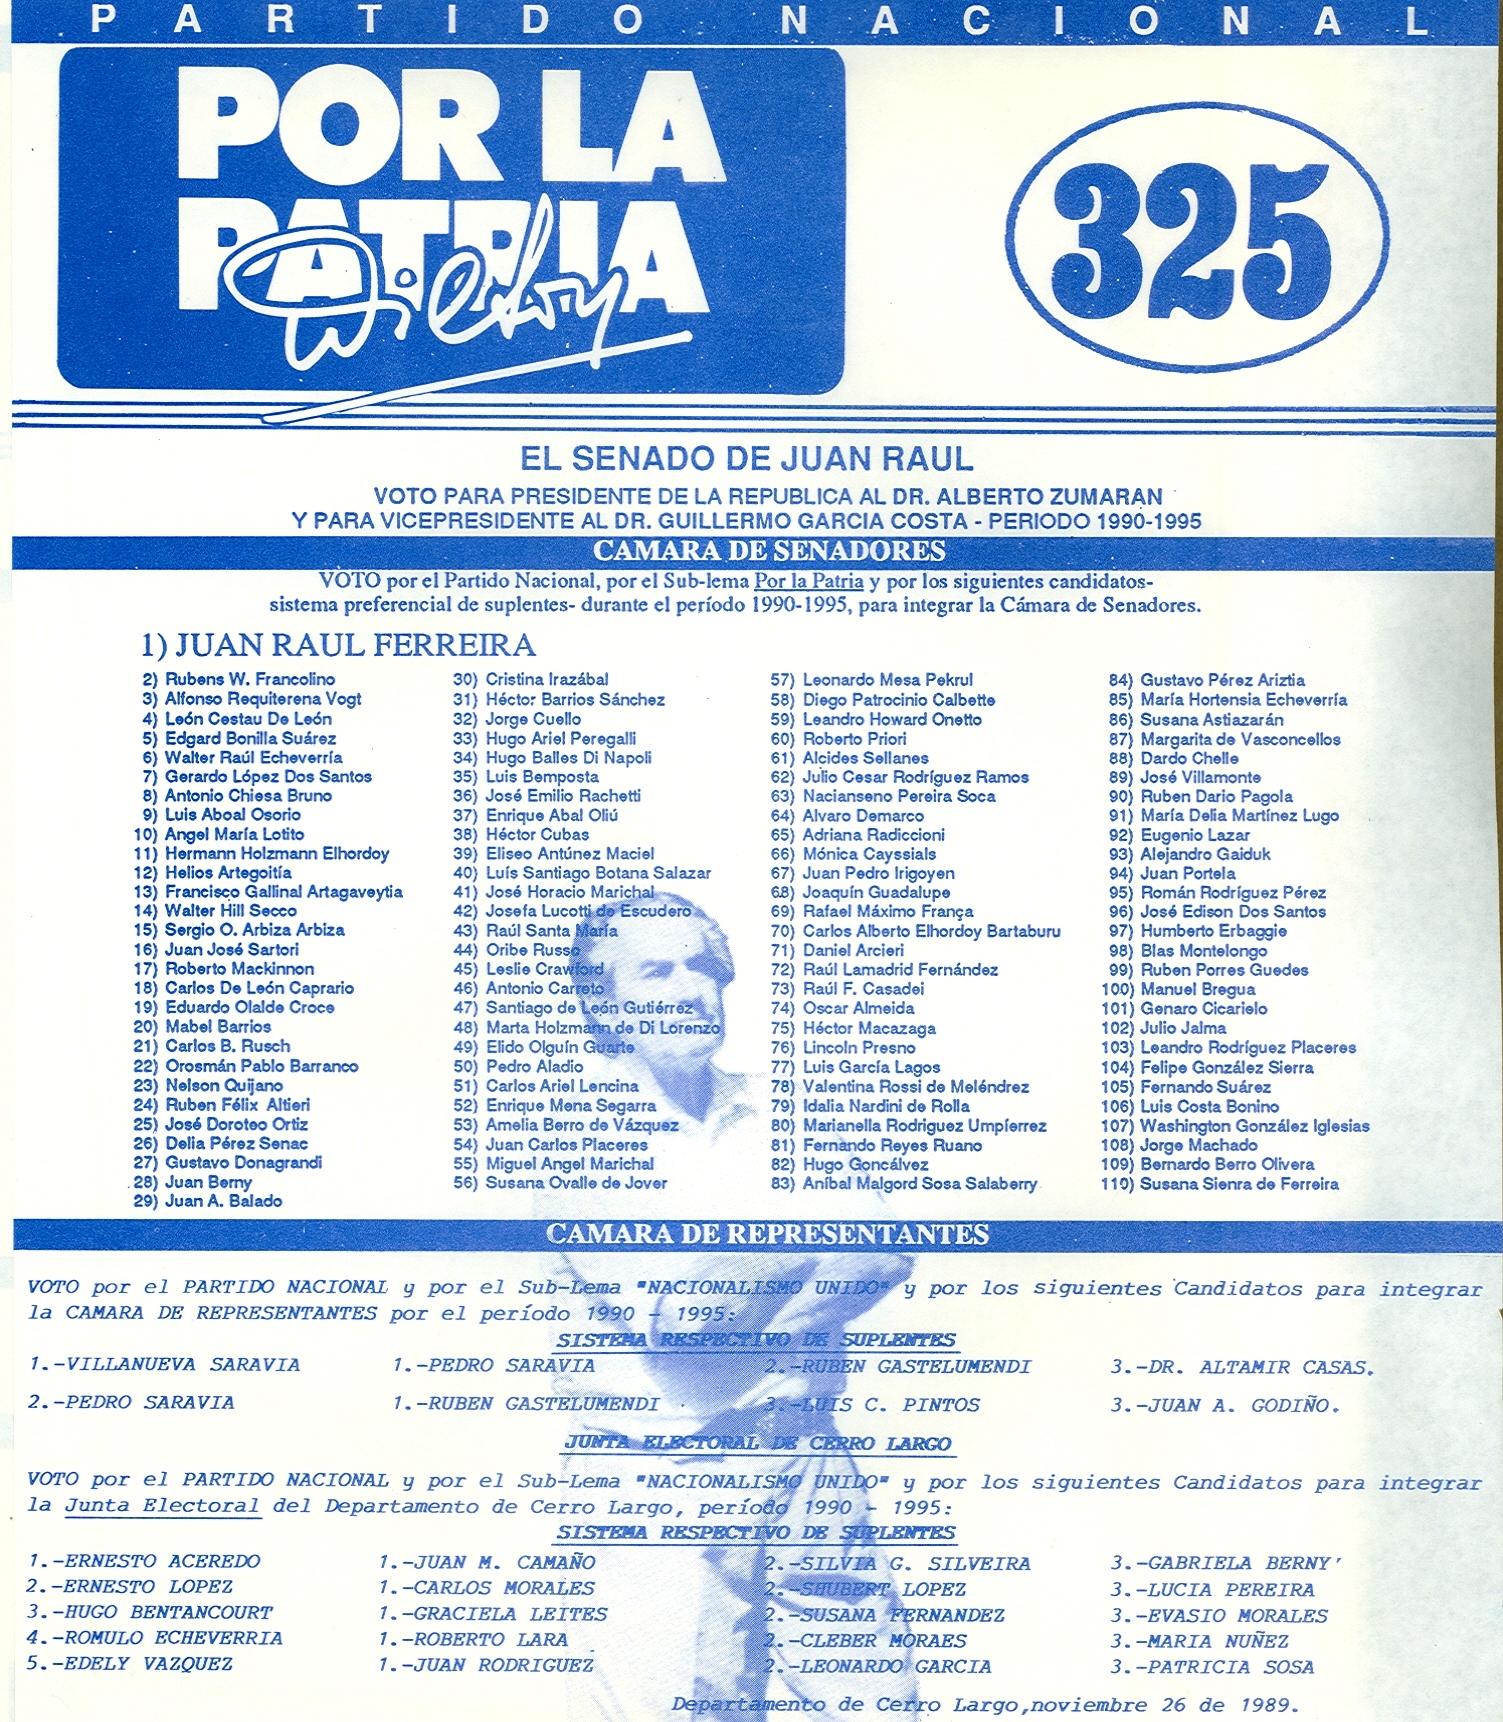 PARTIDO NACIONAL
POR LA
PATRIA
Wilson
325
EL SENADO DE JUAN RAUL
VOTO PARA PRESIDENTE DE LA REPUBLICA AL DR. ALBERTO ZUMARAN
Y PARA VICEPRESIDENTE AL DR. GUILLERMO GARCIA COSTA - PERIODO 1990-1995
CAMARA DE SENADORES
VOTO por el Partido Nacional, por el Sub-lema Por la Patria y por los siguientes candidatos-
sistema preferencial de suplentes- durante el período 1990-1995, para integrar la Cámara de Senadores.
1) JUAN RAUL FERREIRA
2) Rubens W. Francolino
3) Alfonso Requiterena Vogt
4) León Cestau De León
5) Edgard Bonilla Suárez
6) Walter Raúl Echeverría
7) Gerardo López Dos Santos
8) Antonio Chiesa Bruno
9) Luis Aboal Osorio
10) Angel María Lotito
11) Hermann Holzmann Elhordoy
12) Helios Artegoitía
13) Francisco Gallinal Artagaveytia
14) Walter Hill Secco
15) Sergio O. Arbiza Arbiza
16) Juan José Sartori
17) Roberto Mackinnon
18) Carlos De León Caprario
19) Eduardo Olalde Croce
20) Mabel Barrios
21) Carlos B. Rusch
22) Orosmán Pablo Barranco
23) Nelson Quijano
24) Ruben Félix Altieri
25) José Doroteo Ortiz
26) Delia Pérez Senac
27) Gustavo Donagrandi
28) Juan Berny
29) Juan A. Balado
30) Cristina Irazábal
31) Héctor Barrios Sánchez
32) Jorge Cuello
33) Hugo Ariel Peregalli
34) Hugo Balles Di Napoli
35) Luis Bemposta
36) José Emilio Rachetti
37) Enrique Abal Oliú
38) Héctor Cubas
39) Eliseo Antúnez Maciel
40) Luís Santiago Botana Salazar
41) José Horacio Marichal
42) Josefa Lucotti de Escudero
43) Raúl Santa María
44) Oribe Russo
45) Leslie Crawford
46) Antonio Carreto
47) Santiago de León Gutiérrez
48) Marta Holzmann de Di Lorenzo
49) Elido Olguín Guarte
50) Pedro Aladio
51) Carlos Ariel Lencina
52) Enrique Mena Segarra
53) Amelia Berro de Vázquez
54) Juan Carlos Placeres
55) Miguel Angel Marichal
56) Susana Ovalle de Jover
57) Leonardo Mesa Pekrul
58) Diego Patrocinio Calbette
59) Leandro Howard Onetto
60) Roberto Priori
61) Alcides Sellanes
62) Julio Cesar Rodríguez Ramos
63) Nacianseno Pereira Soca
64) Alvaro Demarco
65) Adriana Radiccioni
66) Mónica Cayssials
67) Juan Pedro Irigoyen
68) Joaquín Guadalupe
69) Rafael Máximo França
70) Carlos Alberto Elhordoy Bartaburu
71) Daniel Arcieri
72) Raúl Lamadrid Fernández
73) Raúl F. Casadei
74) Oscar Almeida
75) Héctor Macazaga
76) Lincoln Presno
77) Luis García Lagos
78) Valentina Rossi de Meléndrez
79) Idalia Nardini de Rolla
80) Marianella Rodriguez Umpíerrez
81) Fernando Reyes Ruano
82) Hugo Goncálvez
83) Aníbal Malgord Sosa Salaberry
84) Gustavo Pérez Ariztia
85) María Hortensia Echeverría
86) Susana Astiazarán
87) Margarita de Vasconcellos
88) Dardo Chelle
89) José Villamonte
90) Ruben Dario Pagola
91) María Delia Martínez Lugo
92) Eugenio Lazar
93) Alejandro Gaiduk
94) Juan Portela
95) Román Rodríguez Pérez
96) José Edison Dos Santos
97) Humberto Erbaggie
98) Blas Montelongo
99) Ruben Porres Guedes
100) Manuel Bregua
101) Genaro Cicarielo
102) Julio Jalma
103) Leandro Rodríguez Placeres
104) Felipe González Sierra
105) Fernando Suárez
106) Luis Costa Bonino
107) Washington González Iglesias
108) Jorge Machado
109) Bernardo Berro Olivera
110) Susana Sienra de Ferreira
CAMARA DE REPRESENTANTES
VOTO por el PARTIDO NACIONAL y por el Sub-Lema "NACIONALISMO UNIDO" y por los siguientes Candidatos para integrar
la CAMARA DE REPRESENTANTES por el período 1990 - 1995:
SISTEMA RESPECTIVO DE SUPLENTES
1.-VILLANUEVA SARAVIA 1.-PEDRO SARAVIA 2.-RUBEN GASTELUMENDI 3.-DR. ALTAMIR CASAS.
2.-PEDRO SARAVIA 1.-RUBEN GASTELUMENDI 3.-LUIS C. PINTOS 3.-JUAN A. GODIÑO.
JUNTA ELECTORAL DE CERRO LARGO
VOTO por el PARTIDO NACIONAL y por el Sub-Lema "NACIONALISMO UNIDO" y por los siguientes Candidatos para integrar
la Junta Electoral del Departamento de Cerro Largo, período 1990 - 1995:
SISTEMA RESPECTIVO DE SUPLENTES
1.-ERNESTO ACEREDO 1.-JUAN M. CAMAÑO 2.-SILVIA G. SILVEIRA 3.-GABRIELA BERNY'
2.-ERNESTO LOPEZ 1.-CARLOS MORALES 2.-SHUBERT LOPEZ 3.-LUCIA PEREIRA
3.-HUGO BENTANCOURT 1.-GRACIELA LEITES 2.-SUSANA FERNANDEZ 3.-EVASIO MORALES
4.-ROMULO ECHEVERRIA 1.-ROBERTO LARA 2.-CLEBER MORAES 3.-MARIA NUÑEZ
5.-EDELY VAZQUEZ 1.-JUAN RODRIGUEZ 2.-LEONARDO GARCIA 3.-PATRICIA SOSA
Departamento de Cerro Largo,noviembre 26 de 1989.